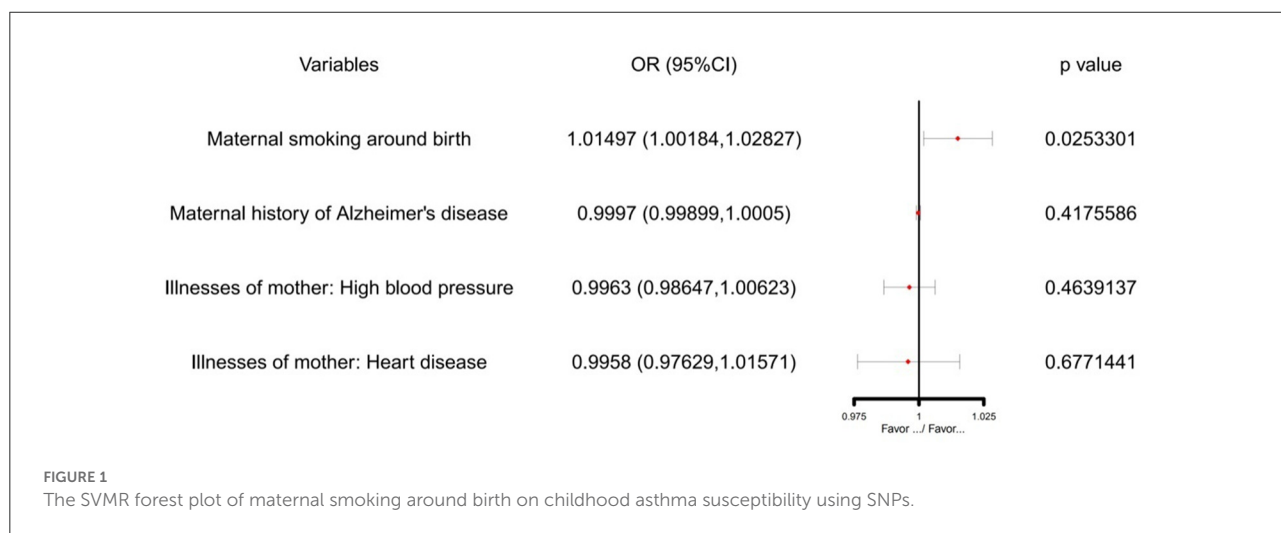 Variables OR (95%CI) p value
Maternal smoking around birth 1.01497 (1.00184,1.02827) 0.0253301
Maternal history of Alzheimer's disease 0.9997 (0.99899,1.0005) 0.4175586
Illnesses of mother: High blood pressure 0.9963 (0.98647,1.00623) 0.4639137
Illnesses of mother: Heart disease 0.9958 (0.97629,1.01571) 0.6771441
0.975 1 1.025
Favor .../ Favor...
FIGURE 1
The SVMR forest plot of maternal smoking around birth on childhood asthma susceptibility using SNPs.